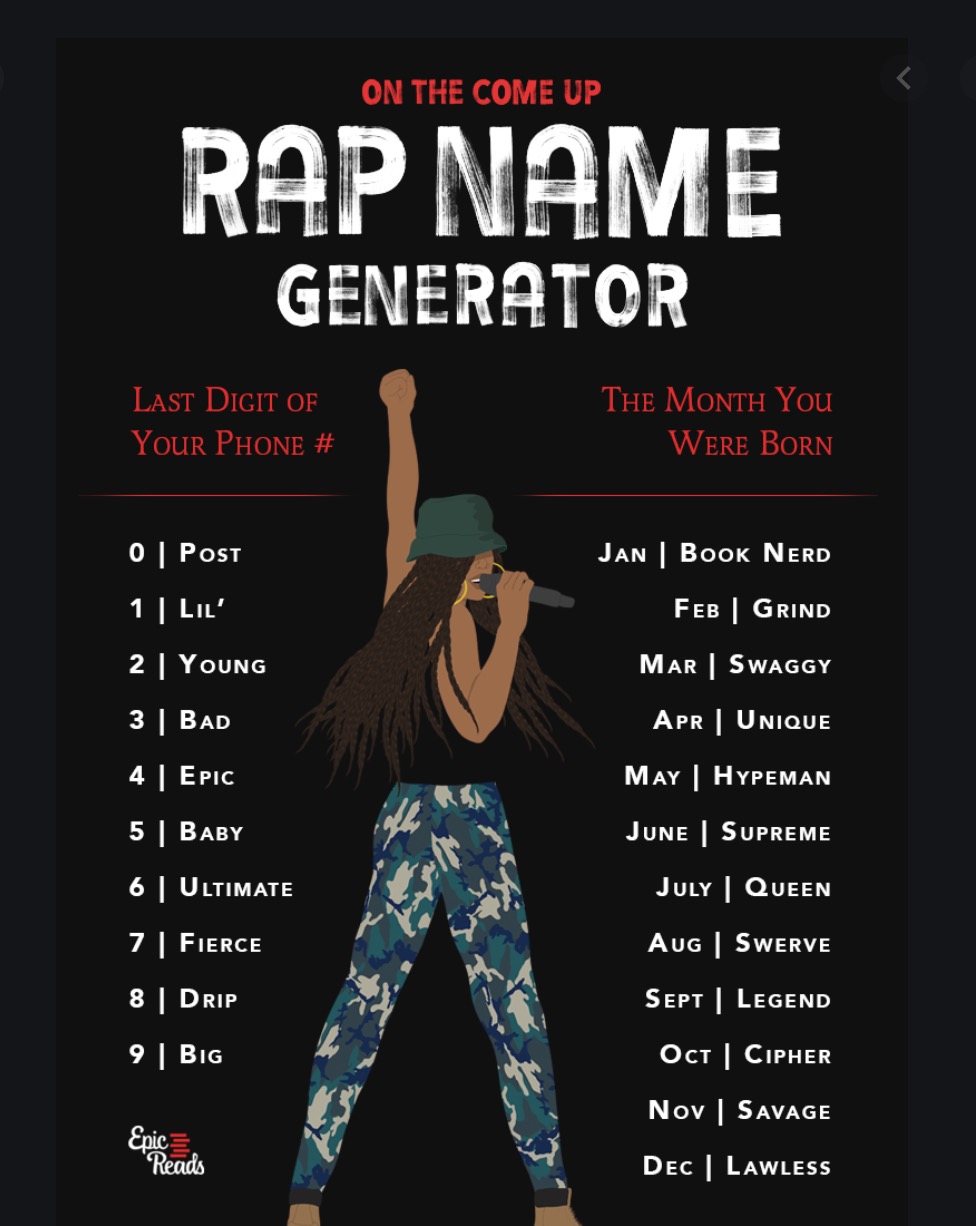 ON THE COME UP
RAP NAME
GENERATOR
Last Digit of
Your Phone #
0 | Post
1 | Lil’
2 | Young
3 | Bad
4 | Epic
5 | Baby
6 | Ultimate
7 | Fierce
8 | Drip
9 | Big
The Month You
Were Born
Jan | Book Nerd
Feb | Grind
Mar | Swaggy
Apr | Unique
May | Hypeman
June | Supreme
July | Queen
Aug | Swerve
Sept | Legend
Oct | Cipher
Nov | Savage
Dec | Lawless
Epic
Reads